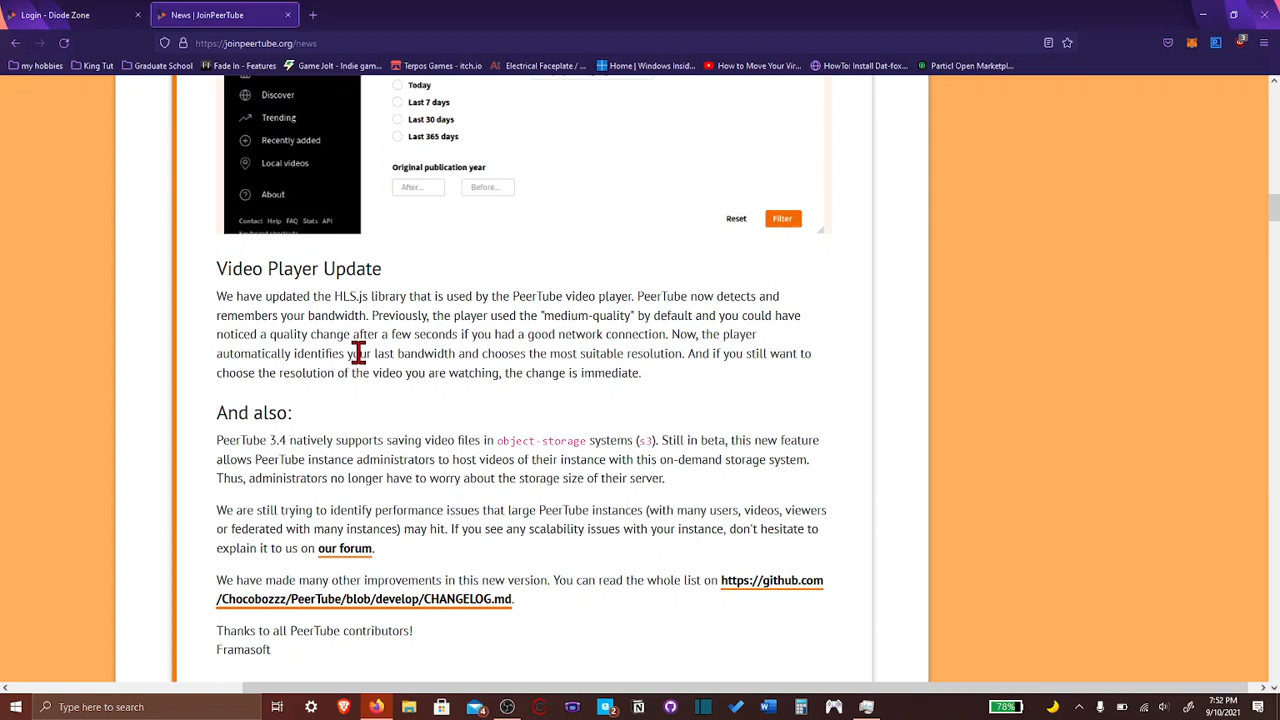 Login - Diode Zone
News | JoinPeerTube
https://joinpeertube.org/news
my hobbies
King Tut
Graduate School
Fade In - Features
Game Jolt - Indie gam...
Terpos Games - itch.io
Electrical Faceplate / ...
Home | Windows Insid...
How to Move Your Vir...
HowTo: Install Dat-fox...
Particl Open Marketpl...
Discover
Trending
Recently added
Local videos
About
Contact Help FAQ Stats API
Keyboard shortcuts
Today
Last 7 days
Last 30 days
Last 365 days
Original publication year
After...
Before...
Reset
Filter
Video Player Update
We have updated the HLS.js library that is used by the PeerTube video player. PeerTube now detects and
remembers your bandwidth. Previously, the player used the "medium-quality" by default and you could have
noticed a quality change after a few seconds if you had a good network connection. Now, the player
automatically identifies your last bandwidth and chooses the most suitable resolution. And if you still want to
choose the resolution of the video you are watching, the change is immediate.
And also:
PeerTube 3.4 natively supports saving video files in object-storage systems (s3). Still in beta, this new feature
allows PeerTube instance administrators to host videos of their instance with this on-demand storage system.
Thus, administrators no longer have to worry about the storage size of their server.
We are still trying to identify performance issues that large PeerTube instances (with many users, videos, viewers
or federated with many instances) may hit. If you see any scalability issues with your instance, don't hesitate to
explain it to us on our forum.
We have made many other improvements in this new version. You can read the whole list on https://github.com
/Chocobozzz/PeerTube/blob/develop/CHANGELOG.md.
Thanks to all PeerTube contributors!
Framasoft
Type here to search
78%
7:52 PM
9/10/2021